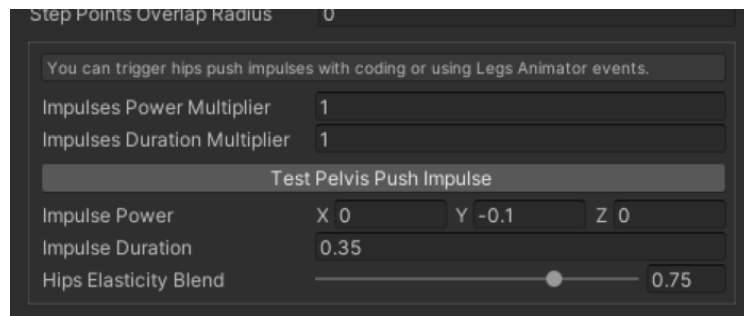 Step Points Overlap Radius 0
You can trigger hips push impulses with coding or using Legs Animator events.
Impulses Power Multiplier 1
Impulses Duration Multiplier 1
Test Pelvis Push Impulse
Impulse Power X 0 Y -0.1 Z 0
Impulse Duration 0.35
Hips Elasticity Blend 0.75